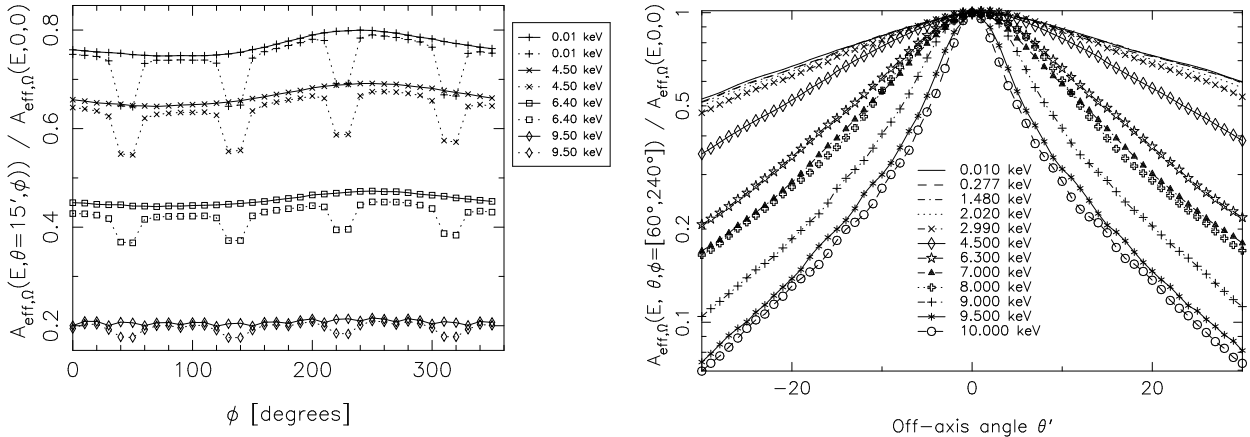 A_eff,Ω(E,θ=15′,φ)) / A_eff,Ω(E,0,0)
0.8
0.6
0.4
0.2
0
100
200
300
φ [degrees]
0.01 keV
0.01 keV
4.50 keV
4.50 keV
6.40 keV
6.40 keV
9.50 keV
9.50 keV
A_eff,Ω(E, θ,φ=[60°,240°]) / A_eff,Ω(E,0,0)
1
0.5
0.2
0.1
0.010 keV
0.277 keV
1.480 keV
2.020 keV
2.990 keV
4.500 keV
6.300 keV
7.000 keV
8.000 keV
9.000 keV
9.500 keV
10.000 keV
−20
0
20
Off−axis angle θ′